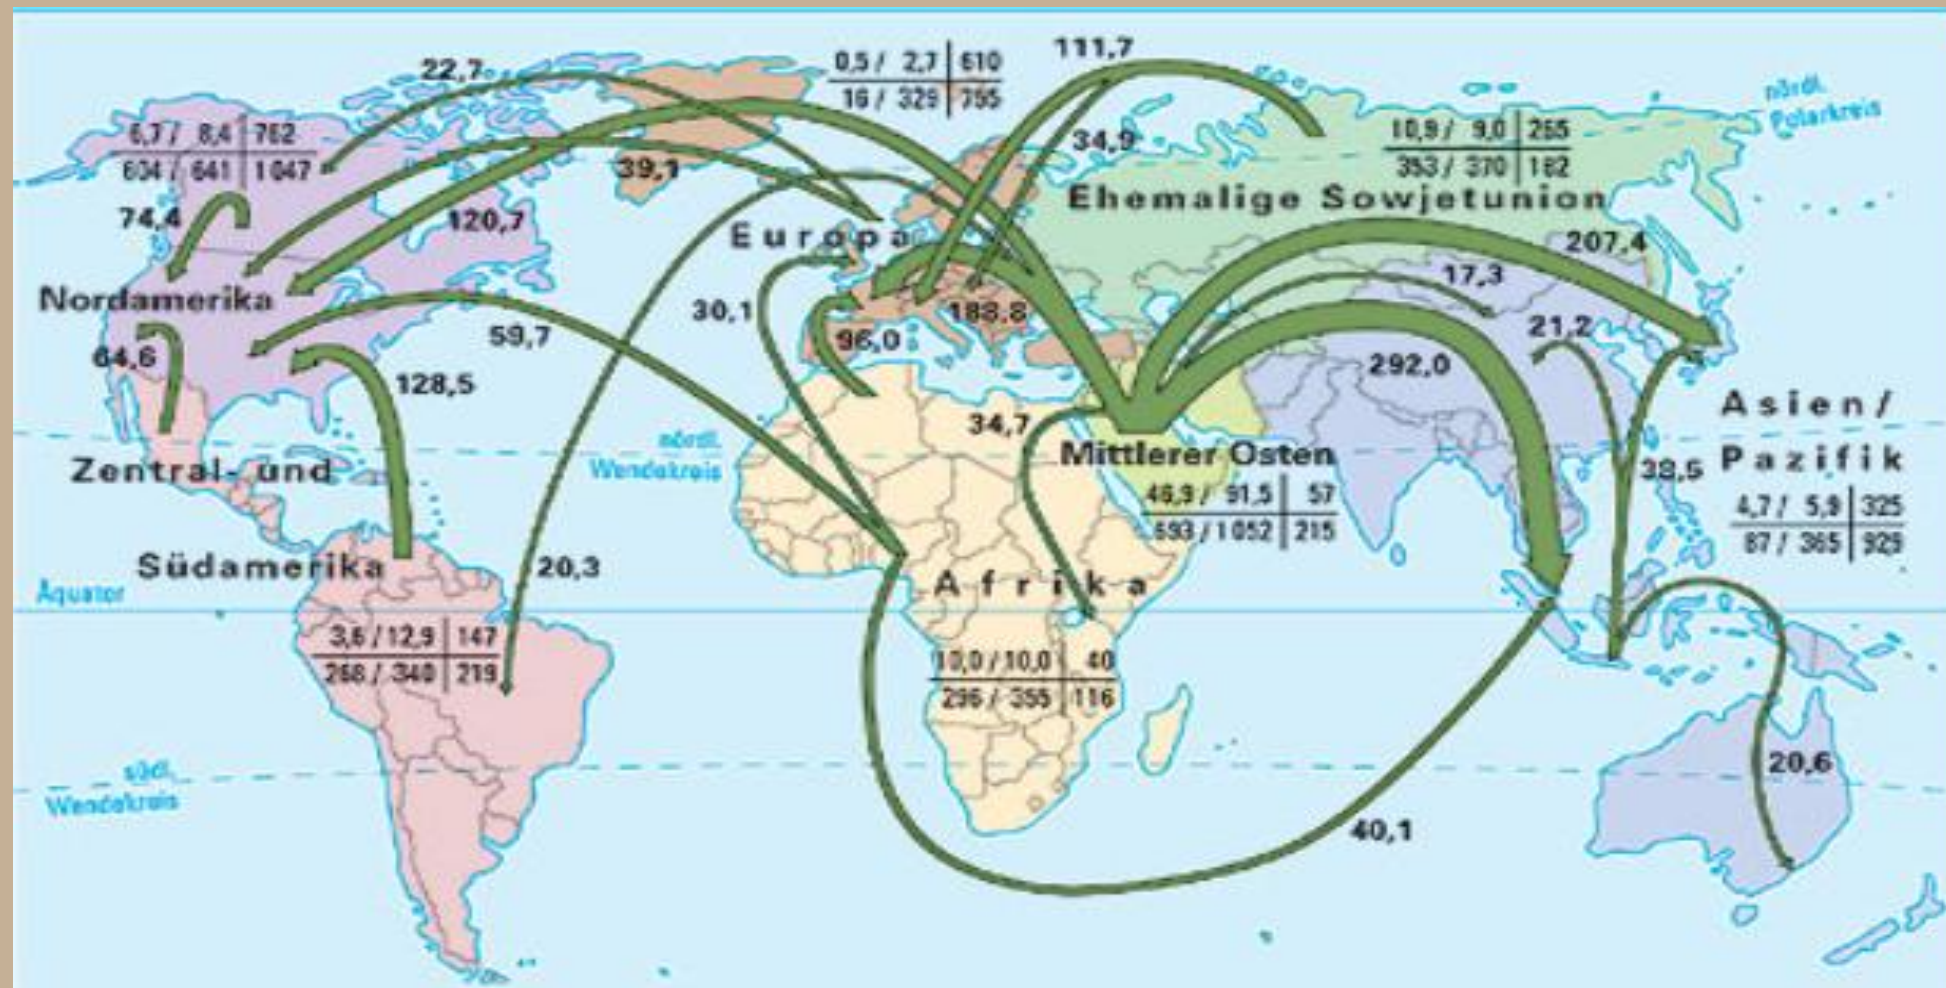 111,7
22,7
0,5 / 2,7 | 610
16 / 329 | 755
nördl.
Polarkreis
6,7 / 8,4 | 762
604 / 641 | 1047
34,9
10,9 / 9,0 | 265
353 / 370 | 182
39,1
Ehemalige Sowjetunion
74,4
120,7
Europa
207,4
17,3
Nordamerika
30,1
188,8
59,7
96,0
21,2
64,6
292,0
128,5
Asien/
Pazifik
34,7
nördl.
Wendekreis
Mittlerer Osten
38,5
Zentral- und
Südamerika
46,9 / 91,5 | 57
693 / 1052 | 215
4,7 / 5,9 | 325
87 / 365 | 929
20,3
Afrika
Äquator
3,6 / 12,9 | 147
268 / 340 | 219
10,0 / 10,0 | 40
296 / 355 | 116
südl.
Wendekreis
20,6
40,1